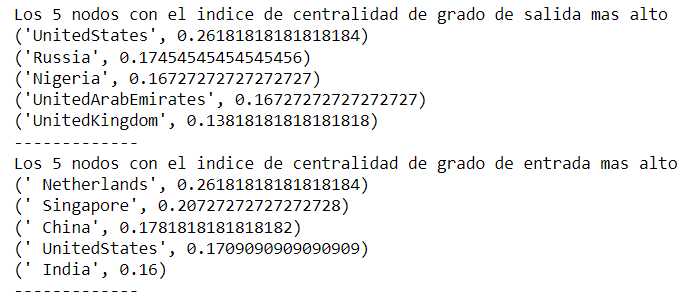 Los 5 nodos con el indice de centralidad de grado de salida mas alto
('UnitedStates', 0.26181818181818184)
('Russia', 0.17454545454545456)
('Nigeria', 0.16727272727272727)
('UnitedArabEmirates', 0.16727272727272727)
('UnitedKingdom', 0.13818181818181818)
-------------
Los 5 nodos con el indice de centralidad de grado de entrada mas alto
(' Netherlands', 0.26181818181818184)
(' Singapore', 0.20727272727272728)
(' China', 0.1781818181818182)
(' UnitedStates', 0.1709090909090909)
(' India', 0.16)
-------------